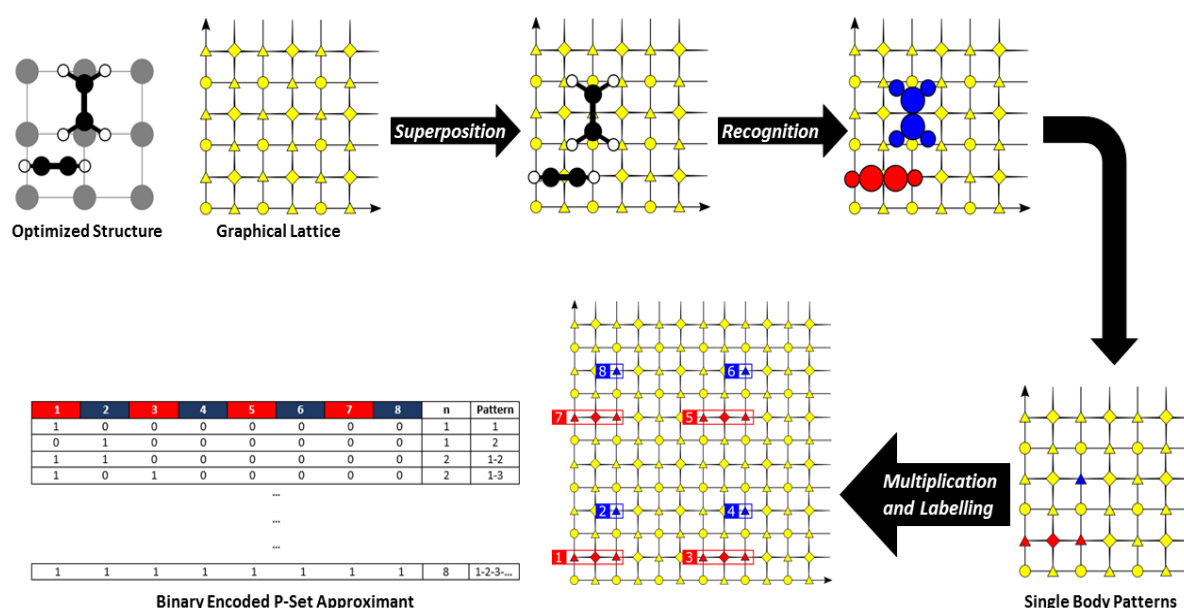 Superposition
Recognition
Optimized Structure
Graphical Lattice
8
6
7
5
2
4
1
3
Multiplication
and Labelling
1 2 3 4 5 6 7 8 n Pattern
1 0 0 0 0 0 0 0 1 1
0 1 0 0 0 0 0 0 1 2
1 1 0 0 0 0 0 0 2 1-2
1 0 1 0 0 0 0 0 2 1-3
...
...
...
1 1 1 1 1 1 1 1 8 1-2-3-...
Binary Encoded P-Set Approximant
Single Body Patterns